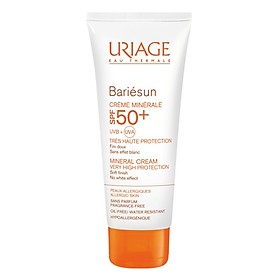 URIAGE
EAU THERMALE
Bariésun
CRÈME MINÉRALE
SPF 50+
UVB + UVA
TRÈS HAUTE PROTECTION
Fini doux
Sans effet blanc
MINERAL CREAM
VERY HIGH PROTECTION
Soft finish
No white effect
PEAUX ALLERGIQUES
ALLERGIC SKIN
SANS PARFUM
FRAGRANCE-FREE
OIL-FREE / WATER RESISTANT
HYPOALLERGÉNIQUE